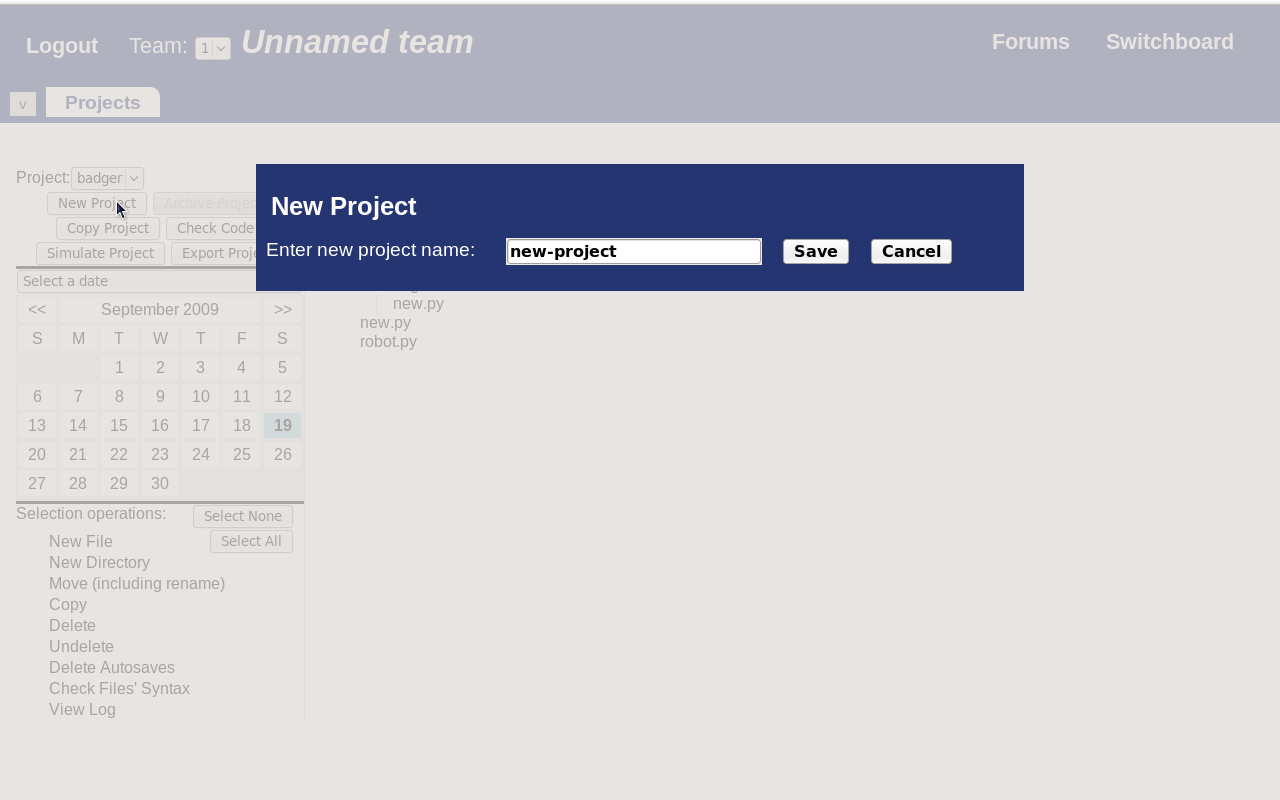 Logout Team: 1 Unnamed team Forums Switchboard
v Projects
Project: badger
New Project Archive Projec
Copy Project Check Code
Simulate Project Export Proje
New Project
Enter new project name: new-project Save Cancel
Select a date
<< September 2009 >>
S M T W T F S
1 2 3 4 5
6 7 8 9 10 11 12
13 14 15 16 17 18 19
20 21 22 23 24 25 26
27 28 29 30
new.py
new.py
robot.py
Selection operations: Select None
New File Select All
New Directory
Move (including rename)
Copy
Delete
Undelete
Delete Autosaves
Check Files' Syntax
View Log